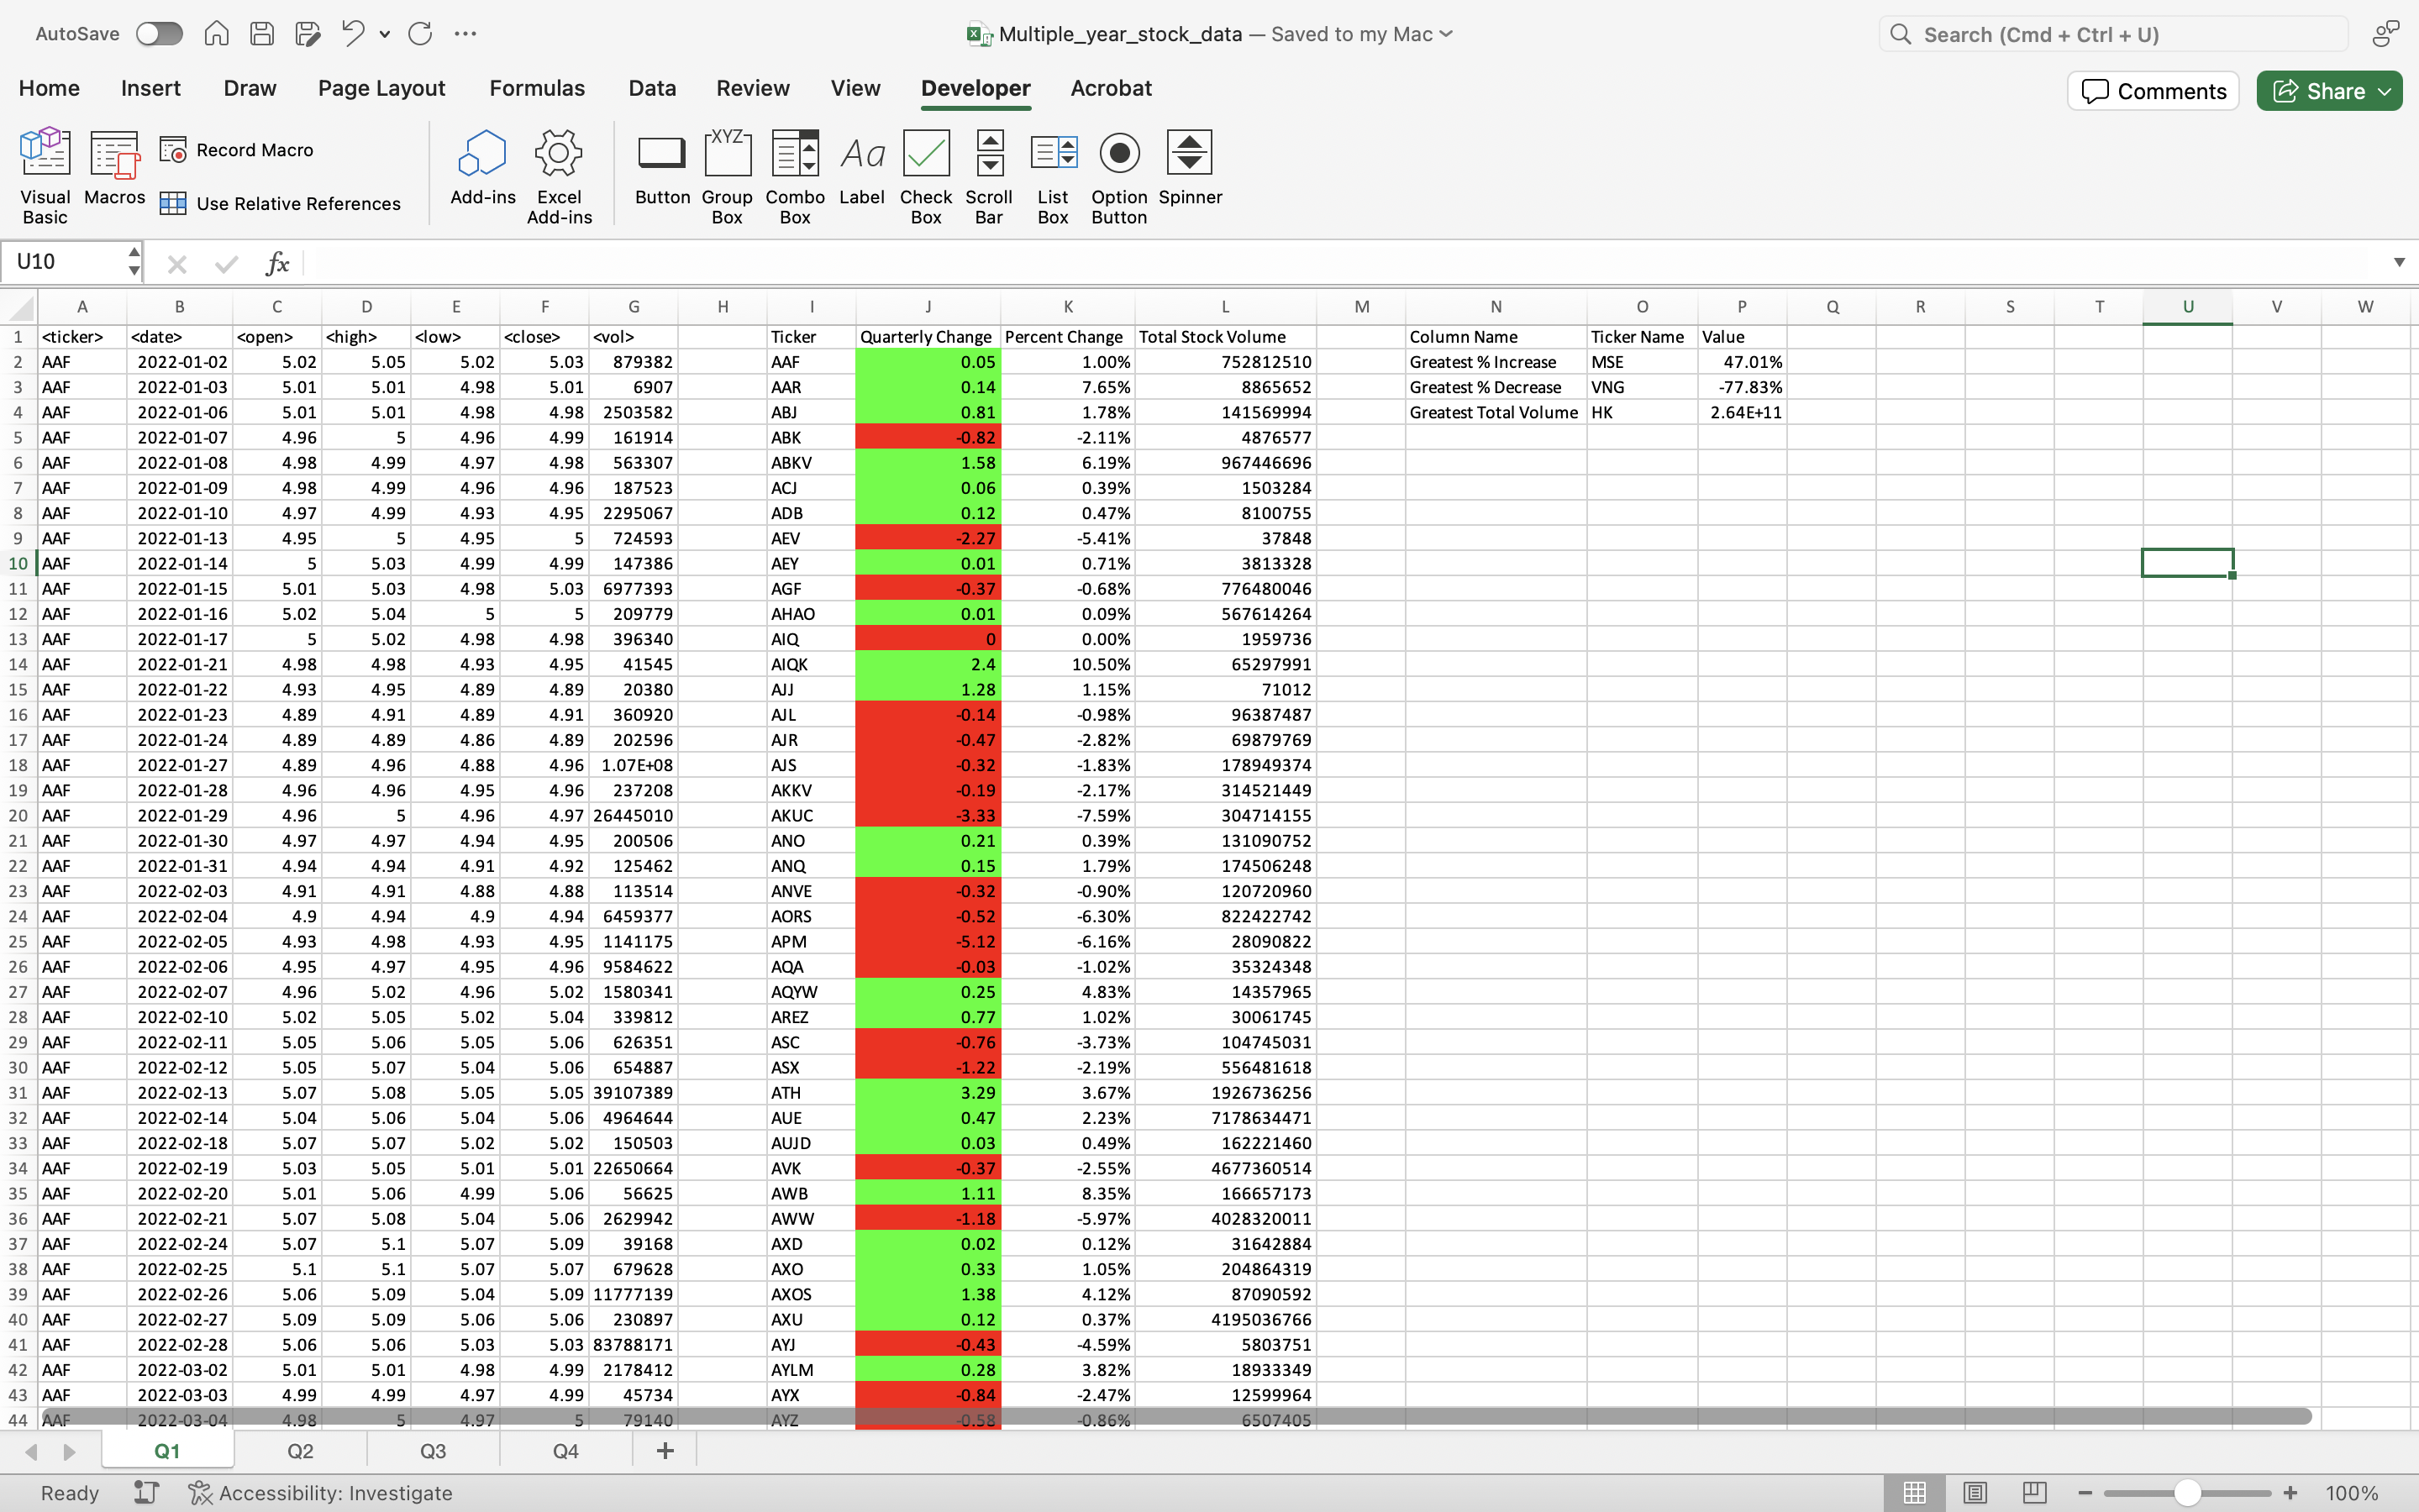 AutoSave Multiple_year_stock_data — Saved to my Mac Search (Cmd + Ctrl + U)
Home Insert Draw Page Layout Formulas Data Review View Developer Acrobat Comments Share
Record Macro XYZ Aa
Visual Macros Use Relative References Add-ins Excel Button Group Combo Label Check Scroll List Option Spinner
Basic Add-ins Box Box Box Bar Box Button
U10 fx
A B C D E F G H I J K L M N O P Q R S T U V W
1 <ticker> <date> <open> <high> <low> <close> <vol> Ticker Quarterly Change Percent Change Total Stock Volume Column Name Ticker Name Value
2 AAF 2022-01-02 5.02 5.05 5.02 5.03 879382 AAF 0.05 1.00% 752812510 Greatest % Increase MSE 47.01%
3 AAF 2022-01-03 5.01 5.01 4.98 5.01 6907 AAR 0.14 7.65% 8865652 Greatest % Decrease VNG -77.83%
4 AAF 2022-01-06 5.01 5.01 4.98 4.98 2503582 ABJ 0.81 1.78% 141569994 Greatest Total Volume HK 2.64E+11
5 AAF 2022-01-07 4.96 5 4.96 4.99 161914 ABK -0.82 -2.11% 4876577
6 AAF 2022-01-08 4.98 4.99 4.97 4.98 563307 ABKV 1.58 6.19% 967446696
7 AAF 2022-01-09 4.98 4.99 4.96 4.96 187523 ACJ 0.06 0.39% 1503284
8 AAF 2022-01-10 4.97 4.99 4.93 4.95 2295067 ADB 0.12 0.47% 8100755
9 AAF 2022-01-13 4.95 5 4.95 5 724593 AEV -2.27 -5.41% 37848
10 AAF 2022-01-14 5 5.03 4.99 4.99 147386 AEY 0.01 0.71% 3813328
11 AAF 2022-01-15 5.01 5.03 4.98 5.03 6977393 AGF -0.37 -0.68% 776480046
12 AAF 2022-01-16 5.02 5.04 5 5 209779 AHAO 0.01 0.09% 567614264
13 AAF 2022-01-17 5 5.02 4.98 4.98 396340 AIQ 0 0.00% 1959736
14 AAF 2022-01-21 4.98 4.98 4.93 4.95 41545 AIQK 2.4 10.50% 65297991
15 AAF 2022-01-22 4.93 4.95 4.89 4.89 20380 AJJ 1.28 1.15% 71012
16 AAF 2022-01-23 4.89 4.91 4.89 4.91 360920 AJL -0.14 -0.98% 96387487
17 AAF 2022-01-24 4.89 4.89 4.86 4.89 202596 AJR -0.47 -2.82% 69879769
18 AAF 2022-01-27 4.89 4.96 4.88 4.96 1.07E+08 AJS -0.32 -1.83% 178949374
19 AAF 2022-01-28 4.96 4.96 4.95 4.96 237208 AKKV -0.19 -2.17% 314521449
20 AAF 2022-01-29 4.96 5 4.96 4.97 26445010 AKUC -3.33 -7.59% 304714155
21 AAF 2022-01-30 4.97 4.97 4.94 4.95 200506 ANO 0.21 0.39% 131090752
22 AAF 2022-01-31 4.94 4.94 4.91 4.92 125462 ANQ 0.15 1.79% 174506248
23 AAF 2022-02-03 4.91 4.91 4.88 4.88 113514 ANVE -0.32 -0.90% 120720960
24 AAF 2022-02-04 4.9 4.94 4.9 4.94 6459377 AORS -0.52 -6.30% 822422742
25 AAF 2022-02-05 4.93 4.98 4.93 4.95 1141175 APM -5.12 -6.16% 28090822
26 AAF 2022-02-06 4.95 4.97 4.95 4.96 9584622 AQA -0.03 -1.02% 35324348
27 AAF 2022-02-07 4.96 5.02 4.96 5.02 1580341 AQYW 0.25 4.83% 14357965
28 AAF 2022-02-10 5.02 5.05 5.02 5.04 339812 AREZ 0.77 1.02% 30061745
29 AAF 2022-02-11 5.05 5.06 5.05 5.06 626351 ASC -0.76 -3.73% 104745031
30 AAF 2022-02-12 5.05 5.07 5.04 5.06 654887 ASX -1.22 -2.19% 556481618
31 AAF 2022-02-13 5.07 5.08 5.05 5.05 39107389 ATH 3.29 3.67% 1926736256
32 AAF 2022-02-14 5.04 5.06 5.04 5.06 4964644 AUE 0.47 2.23% 7178634471
33 AAF 2022-02-18 5.07 5.07 5.02 5.02 150503 AUJD 0.03 0.49% 162221460
34 AAF 2022-02-19 5.03 5.05 5.01 5.01 22650664 AVK -0.37 -2.55% 4677360514
35 AAF 2022-02-20 5.01 5.06 4.99 5.06 56625 AWB 1.11 8.35% 166657173
36 AAF 2022-02-21 5.07 5.08 5.04 5.06 2629942 AWW -1.18 -5.97% 4028320011
37 AAF 2022-02-24 5.07 5.1 5.07 5.09 39168 AXD 0.02 0.12% 31642884
38 AAF 2022-02-25 5.1 5.1 5.07 5.07 679628 AXO 0.33 1.05% 204864319
39 AAF 2022-02-26 5.06 5.09 5.04 5.09 11777139 AXOS 1.38 4.12% 87090592
40 AAF 2022-02-27 5.09 5.09 5.06 5.06 230897 AXU 0.12 0.37% 4195036766
41 AAF 2022-02-28 5.06 5.06 5.03 5.03 83788171 AYJ -0.43 -4.59% 5803751
42 AAF 2022-03-02 5.01 5.01 4.98 4.99 2178412 AYLM 0.28 3.82% 18933349
43 AAF 2022-03-03 4.99 4.99 4.97 4.99 45734 AYX -0.84 -2.47% 12599964
44 AAF 2022-03-04 4.98 5 4.97 5 79140 AYZ -0.58 -0.86% 6507405
Q1 Q2 Q3 Q4
Ready Accessibility: Investigate 100%